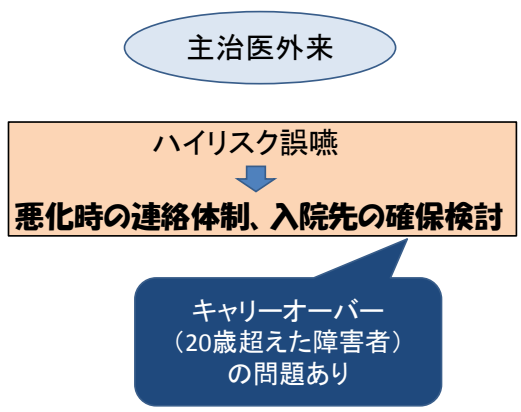 主治医外来
ハイリスク誤嚥
悪化時の連絡体制、入院先の確保検討
キャリーオーバー
（20歳超えた障害者）
の問題あり